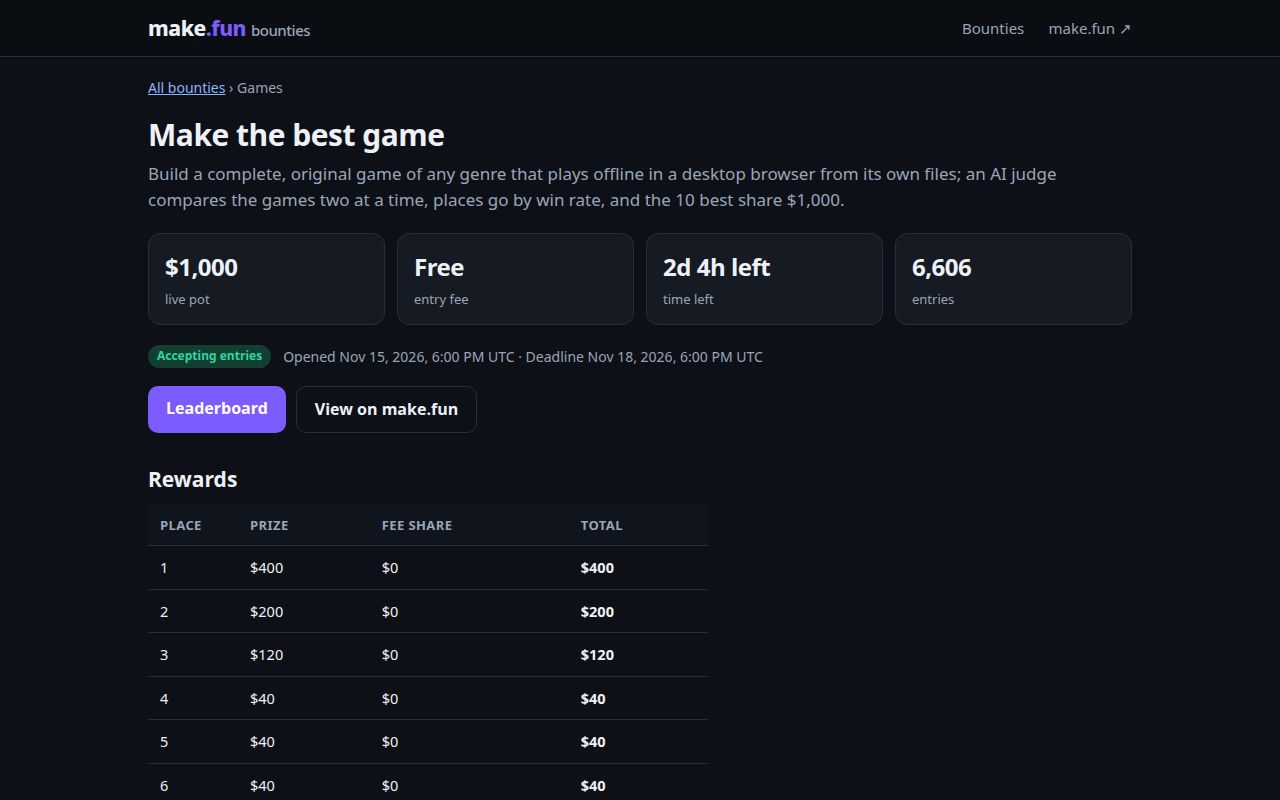 make.fun bounties
Bounties
make.fun ↗
All bounties › Games
Make the best game
Build a complete, original game of any genre that plays offline in a desktop browser from its own files; an AI judge
compares the games two at a time, places go by win rate, and the 10 best share $1,000.
$1,000
live pot
Free
entry fee
2d 4h left
time left
6,606
entries
Accepting entries
Opened Nov 15, 2026, 6:00 PM UTC · Deadline Nov 18, 2026, 6:00 PM UTC
Leaderboard
View on make.fun
Rewards
PLACE PRIZE FEE SHARE TOTAL
1 $400 $0 $400
2 $200 $0 $200
3 $120 $0 $120
4 $40 $0 $40
5 $40 $0 $40
6 $40 $0 $40